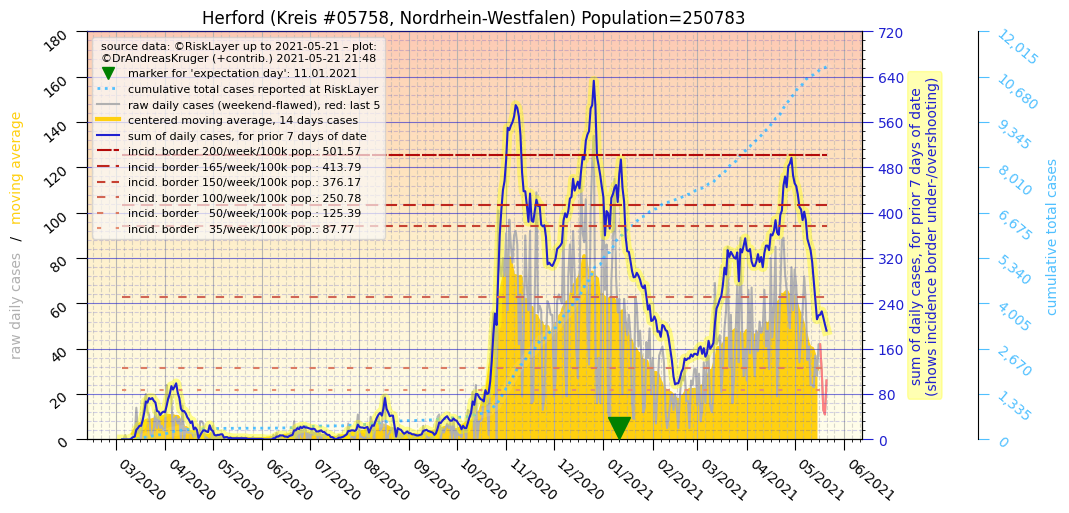 Herford (Kreis #05758, Nordrhein-Westfalen) Population=250783
source data: ©RiskLayer up to 2021-05-21 – plot:
©DrAndreasKruger (+contrib.) 2021-05-21 21:48
marker for 'expectation day': 11.01.2021
cumulative total cases reported at RiskLayer
raw daily cases (weekend-flawed), red: last 5
centered moving average, 14 days cases
sum of daily cases, for prior 7 days of date
incid. border 200/week/100k pop.: 501.57
incid. border 165/week/100k pop.: 413.79
incid. border 150/week/100k pop.: 376.17
incid. border 100/week/100k pop.: 250.78
incid. border   50/week/100k pop.: 125.39
incid. border   35/week/100k pop.: 87.77
raw daily cases / moving average
180
160
140
120
100
80
60
40
20
0
03/2020
04/2020
05/2020
06/2020
07/2020
08/2020
09/2020
10/2020
11/2020
12/2020
01/2021
02/2021
03/2021
04/2021
05/2021
06/2021
720
640
560
480
400
320
240
160
80
0
sum of daily cases, for prior 7 days of date
(shows incidence border under-/overshooting)
12,015
10,680
9,345
8,010
6,675
5,340
4,005
2,670
1,335
0
cumulative total cases